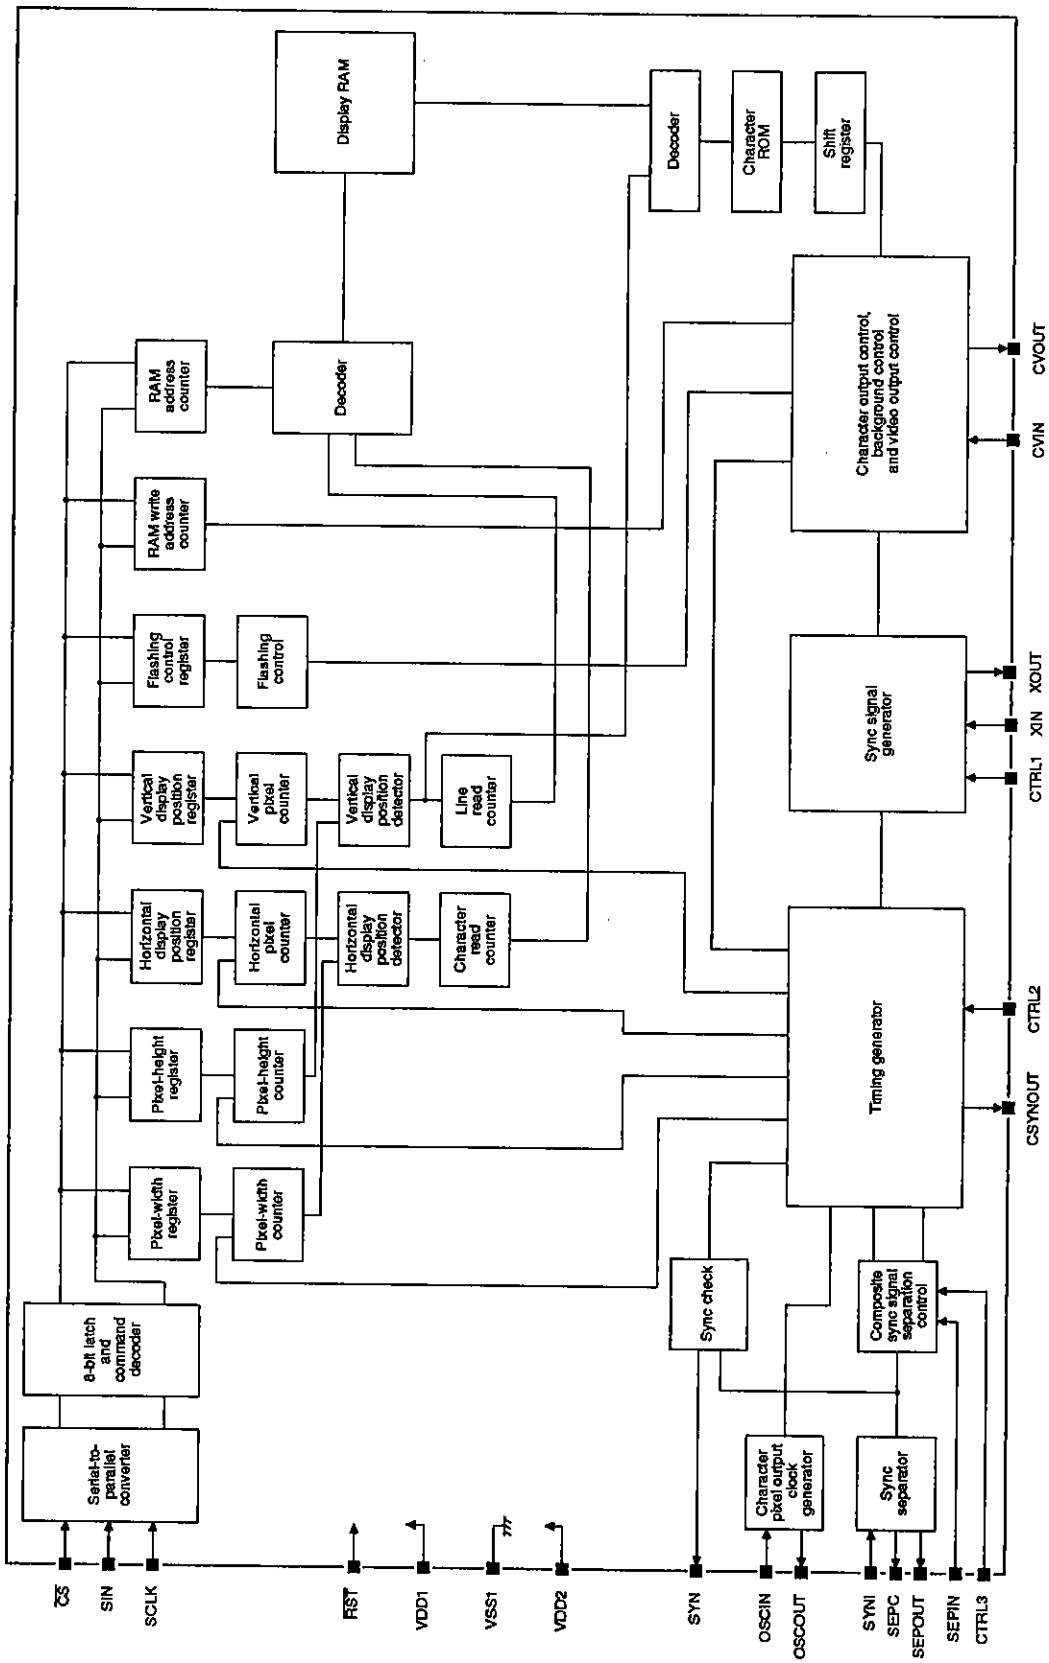 Serial-to-
parallel
converter
8-bit latch
and
command
decoder
Pixel-width
register
Pixel-height
register
Horizontal
display
position
register
Vertical
display
position
register
Flashing
control
register
RAM write
address
counter
RAM
address
counter
Pixel-width
counter
Pixel-height
counter
Horizontal
pixel
counter
Vertical
pixel
counter
Flashing
control
Decoder
Display RAM
Horizontal
display
position
detector
Vertical
display
position
detector
Character
read
counter
Line
read
counter
Decoder
Character
ROM
Shift
register
Sync check
Character
pixel output
clock
generator
Sync
separator
Composite
sync signal
separation
control
Timing generator
Sync signal
generator
Character output control,
background control
and video output control
CS
SIN
SCLK
RST
VDD1
VSS1
VDD2
SYN
OSCIN
OSCOUT
SYNI
SEPC
SEPOUT
SEPIN
CTRL3
CSYNOUT
CTRL2
CTRL1
XIN
XOUT
CVIN
CVOUT